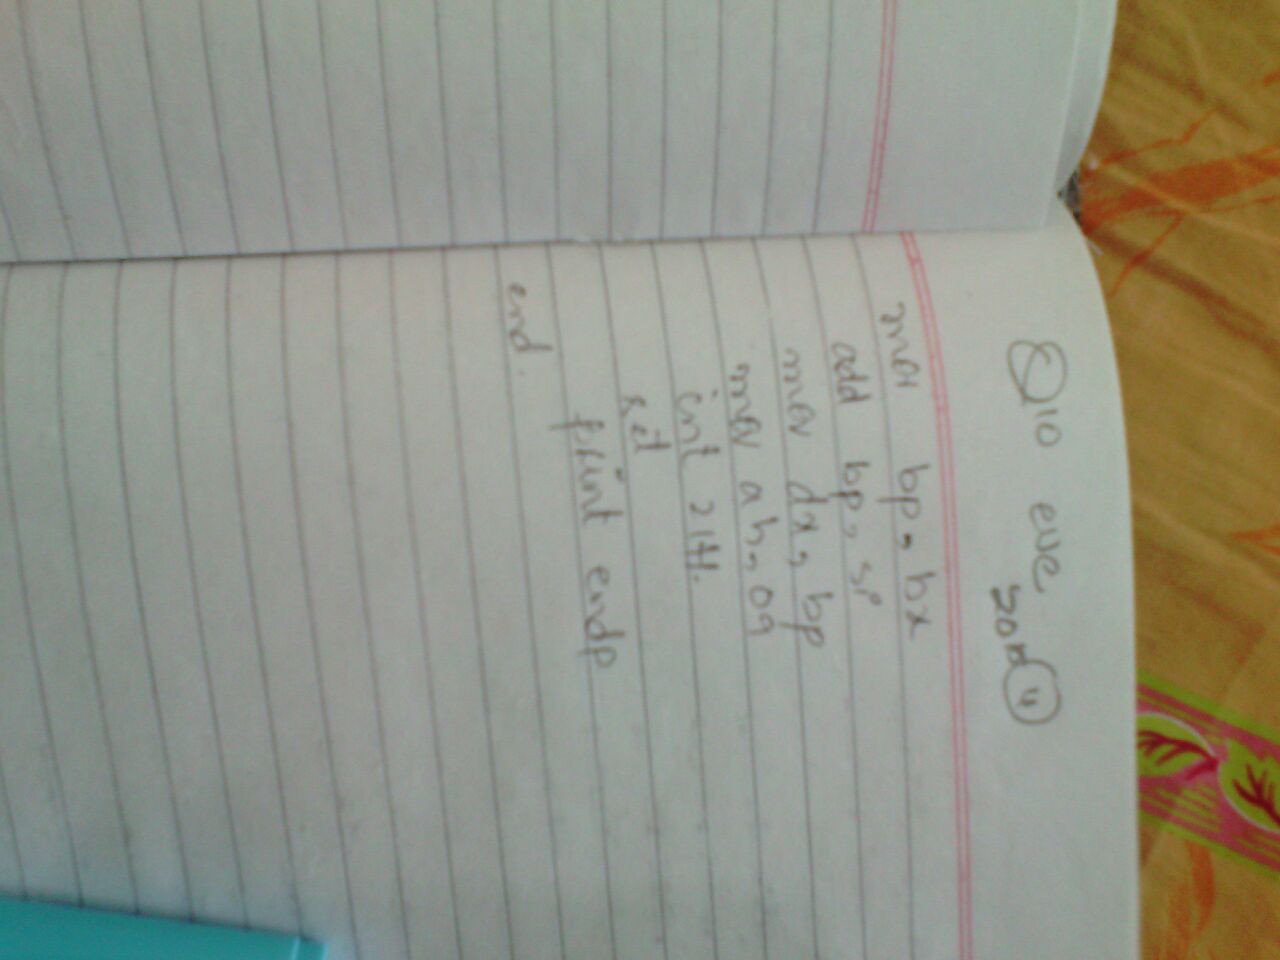 Q10 eve
mov bp, bx
add bp, si
mov dx, bp
mov ah, 09
int 21H.
ret
print endp
end.